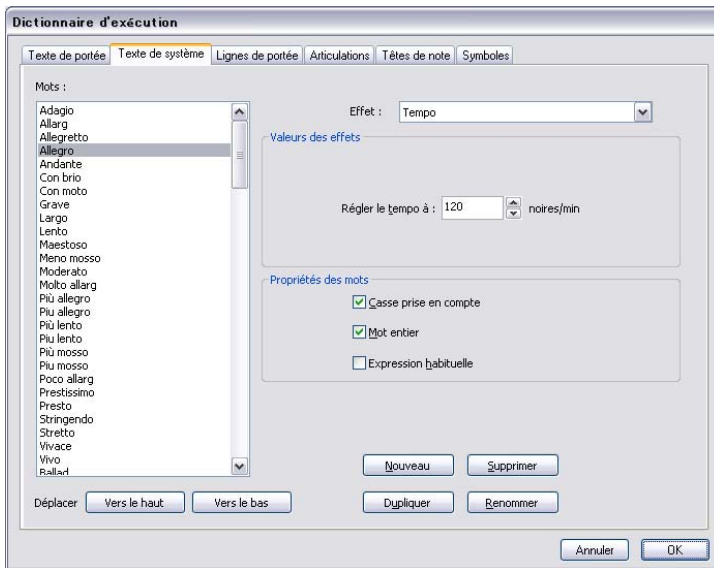 Dictionnaire d'exécution
Texte de portée Texte de système Lignes de portée Articulations Têtes de note Symboles
Mots :
Adagio
Allarg
Allegretto
Allegro
Andante
Con brio
Con moto
Grave
Largo
Lento
Maestoso
Meno mosso
Moderato
Molto allarg
Più allegro
Piu allegro
Più lento
Piu lento
Più mosso
Piu mosso
Poco allarg
Prestissimo
Presto
Stringendo
Stretto
Vivace
Vivo
Ballad
Effet : Tempo
Valeurs des effets
Régler le tempo à : 120 noires/min
Propriétés des mots
Casse prise en compte
Mot entier
Expression habituelle
Nouveau Supprimer
Déplacer Vers le haut Vers le bas Dupliquer Renommer
Annuler OK